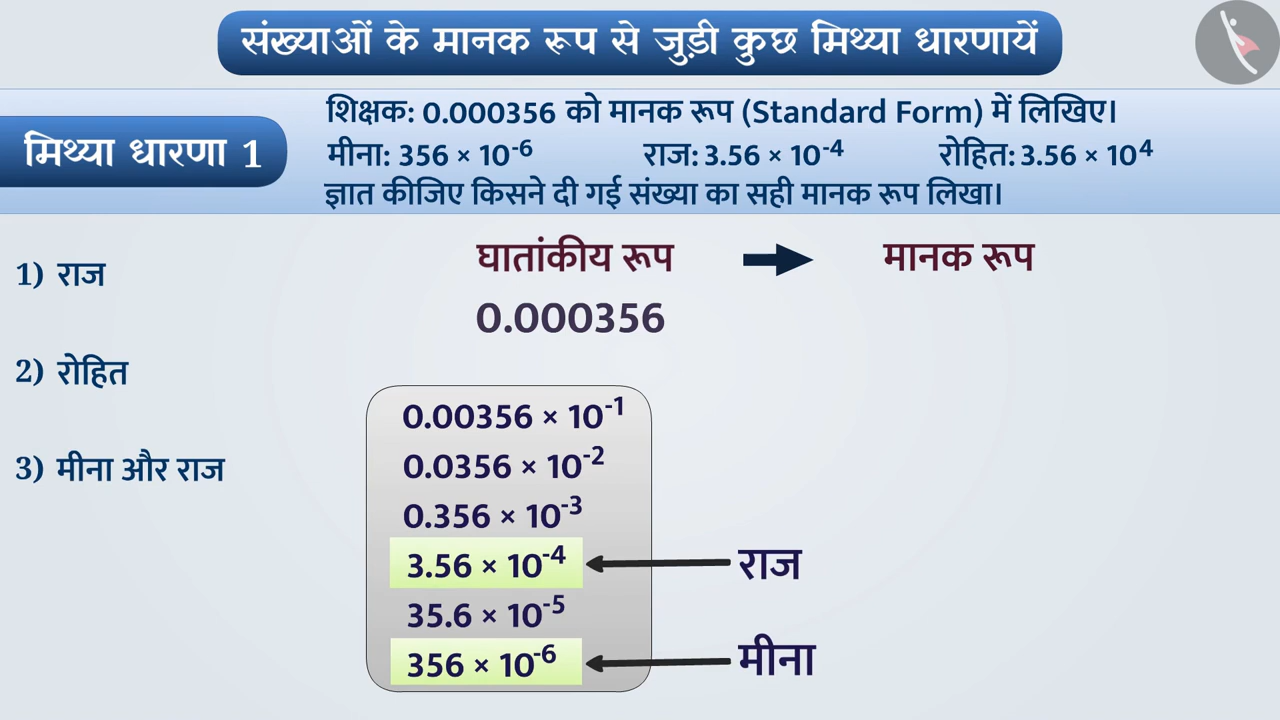 संख्याओं के मानक रूप से जुड़ी कुछ मिथ्या धारणायें
मिथ्या धारणा 1
शिक्षक: 0.000356 को मानक रूप (Standard Form) में लिखिए।
मीना: 356 × 10⁻⁶ राज: 3.56 × 10⁻⁴ रोहित: 3.56 × 10⁴
ज्ञात कीजिए किसने दी गई संख्या का सही मानक रूप लिखा।
1) राज
2) रोहित
3) मीना और राज
घातांकीय रूप मानक रूप
0.000356
0.00356 × 10⁻¹
0.0356 × 10⁻²
0.356 × 10⁻³
3.56 × 10⁻⁴ राज
35.6 × 10⁻⁵
356 × 10⁻⁶ मीना